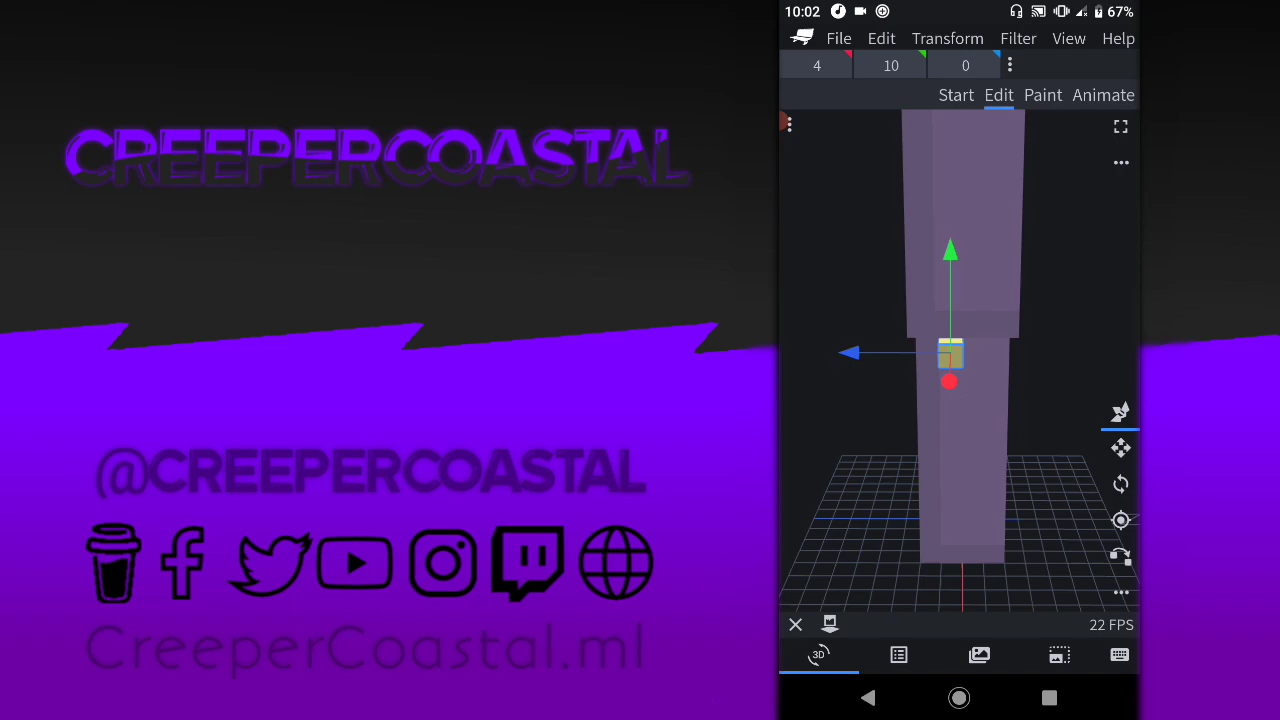 CREEPERCOASTAL
@CREEPERCOASTAL
CreeperCoastal.ml
10:02
67%
File Edit Transform Filter View Help
4 10 0
Start Edit Paint Animate
22 FPS
3D